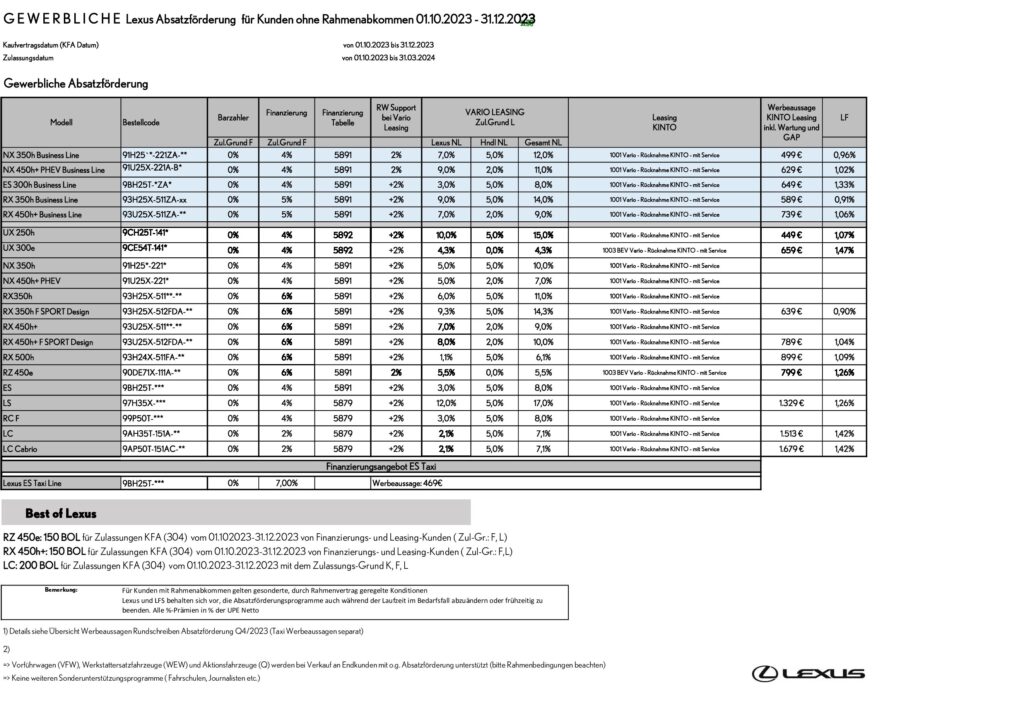 GEWERBLICHE Lexus Absatzförderung für Kunden ohne Rahmenabkommen 01.10.2023 - 31.12.2023
Kaufvertragsdatum (KFA Datum) von 01.10.2023 bis 31.12.2023
Zulassungsdatum von 01.10.2023 bis 31.03.2024
Gewerbliche Absatzförderung
Modell Bestellcode Barzahler Finanzierung Finanzierung Tabelle RW Support bei Vario Leasing VARIO LEASING Zul.Grund L Leasing KINTO Werbeaussage KINTO Leasing inkl. Wartung und GAP LF
Zul.Grund F Zul.Grund F Lexus NL Hndl NL Gesamt NL
NX 350h Business Line 91H25`*-221ZA-** 0% 4% 5891 2% 7,0% 5,0% 12,0% 1001 Vario - Rücknahme KINTO - mit Service 499 € 0,96%
NX 450h+ PHEV Business Line 91U25X-221A-B* 0% 4% 5891 2% 9,0% 2,0% 11,0% 1001 Vario - Rücknahme KINTO - mit Service 629 € 1,02%
ES 300h Business Line 9BH25T-*ZA* 0% 4% 5891 +2% 3,0% 5,0% 8,0% 1001 Vario - Rücknahme KINTO - mit Service 649 € 1,33%
RX 350h Business Line 93H25X-511ZA-xx 0% 5% 5891 +2% 9,0% 5,0% 14,0% 1001 Vario - Rücknahme KINTO - mit Service 589 € 0,91%
RX 450h+ Business Line 93U25X-511ZA-** 0% 5% 5891 +2% 7,0% 2,0% 9,0% 1001 Vario - Rücknahme KINTO - mit Service 739 € 1,06%
UX 250h 9CH25T-141* 0% 4% 5892 +2% 10,0% 5,0% 15,0% 1001 Vario - Rücknahme KINTO - mit Service 449 € 1,07%
UX 300e 9CE54T-141* 0% 4% 5892 +2% 4,3% 0,0% 4,3% 1003 BEV Vario - Rücknahme KINTO - mit Service 659 € 1,47%
NX 350h 91H25*-221* 0% 4% 5891 +2% 5,0% 5,0% 10,0% 1001 Vario - Rücknahme KINTO - mit Service
NX 450h+ PHEV 91U25X-221* 0% 4% 5891 +2% 5,0% 2,0% 7,0% 1001 Vario - Rücknahme KINTO - mit Service
RX350h 93H25X-511**-** 0% 6% 5891 +2% 6,0% 5,0% 11,0% 1001 Vario - Rücknahme KINTO - mit Service
RX 350h F SPORT Design 93H25X-512FDA-** 0% 6% 5891 +2% 9,3% 5,0% 14,3% 1001 Vario - Rücknahme KINTO - mit Service 639 € 0,90%
RX 450h+ 93U25X-511**-** 0% 6% 5891 +2% 7,0% 2,0% 9,0% 1001 Vario - Rücknahme KINTO - mit Service
RX 450h+ F SPORT Design 93U25X-512FDA-** 0% 6% 5891 +2% 8,0% 2,0% 10,0% 1001 Vario - Rücknahme KINTO - mit Service 789 € 1,04%
RX 500h 93H24X-511FA-** 0% 6% 5891 +2% 1,1% 5,0% 6,1% 1001 Vario - Rücknahme KINTO - mit Service 899 € 1,09%
RZ 450e 90DE71X-111A-** 0% 6% 5891 2% 5,5% 0,0% 5,5% 1003 BEV Vario - Rücknahme KINTO - mit Service 799 € 1,26%
ES 9BH25T-*** 0% 4% 5891 +2% 3,0% 5,0% 8,0% 1001 Vario - Rücknahme KINTO - mit Service
LS 97H35X-*** 0% 4% 5879 +2% 12,0% 5,0% 17,0% 1001 Vario - Rücknahme KINTO - mit Service 1.329 € 1,26%
RC F 99P50T-*** 0% 4% 5879 +2% 3,0% 5,0% 8,0% 1001 Vario - Rücknahme KINTO - mit Service
LC 9AH35T-151A-** 0% 2% 5879 +2% 2,1% 5,0% 7,1% 1001 Vario - Rücknahme KINTO - mit Service 1.513 € 1,42%
LC Cabrio 9AP50T-151AC-** 0% 2% 5879 +2% 2,1% 5,0% 7,1% 1001 Vario - Rücknahme KINTO - mit Service 1.679 € 1,42%
Finanzierungsangebot ES Taxi
Lexus ES Taxi Line 9BH25T-*** 0% 7,00% Werbeaussage: 469€
Best of Lexus
RZ 450e: 150 BOL für Zulassungen KFA (304) vom 01.102023-31.12.2023 von Finanzierungs- und Leasing-Kunden ( Zul-Gr.: F, L)
RX 450h+: 150 BOL für Zulassungen KFA (304) vom 01.10.2023-31.12.2023 von Finanzierungs- und Leasing-Kunden ( Zul-Gr.: F,L)
LC: 200 BOL für Zulassungen KFA (304) vom 01.10.2023-31.12.2023 mit dem Zulassungs-Grund K, F, L
Bemerkung: Für Kunden mit Rahmenabkommen gelten gesonderte, durch Rahmenvertrag geregelte Konditionen
Lexus und LFS behalten sich vor, die Absatzförderungsprogramme auch während der Laufzeit im Bedarfsfall abzuändern oder frühzeitig zu
beenden. Alle %-Prämien in % der UPE Netto
1) Details siehe Übersicht Werbeaussagen Rundschreiben Absatzförderung Q4/2023 (Taxi Werbeaussagen separat)
2)
=> Vorführwagen (VFW), Werkstattersatzfahrzeuge (WEW) und Aktionsfahrzeuge (Q) werden bei Verkauf an Endkunden mit o.g. Absatzförderung unterstützt (bitte Rahmenbedingungen beachten)
=> Keine weiteren Sonderunterstützungsprogramme ( Fahrschulen, Journalisten etc.)
LEXUS